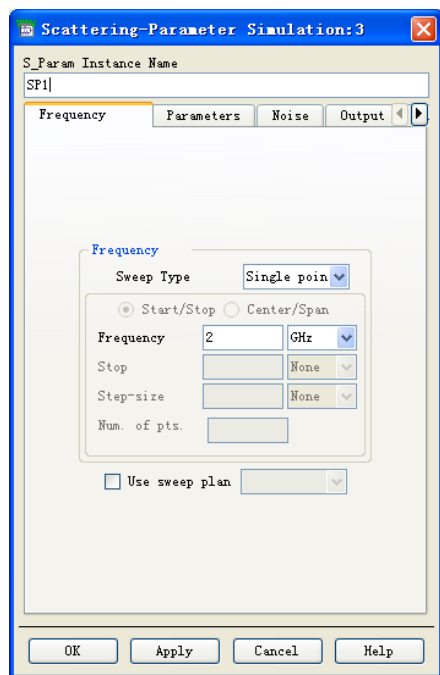 Scattering-Parameter Simulation:3
S_Param Instance Name
SP1
Frequency Parameters Noise Output
Frequency
Sweep Type Single poin
Start/Stop Center/Span
Frequency 2 GHz
Stop None
Step-size None
Num. of pts.
Use sweep plan
OK Apply Cancel Help